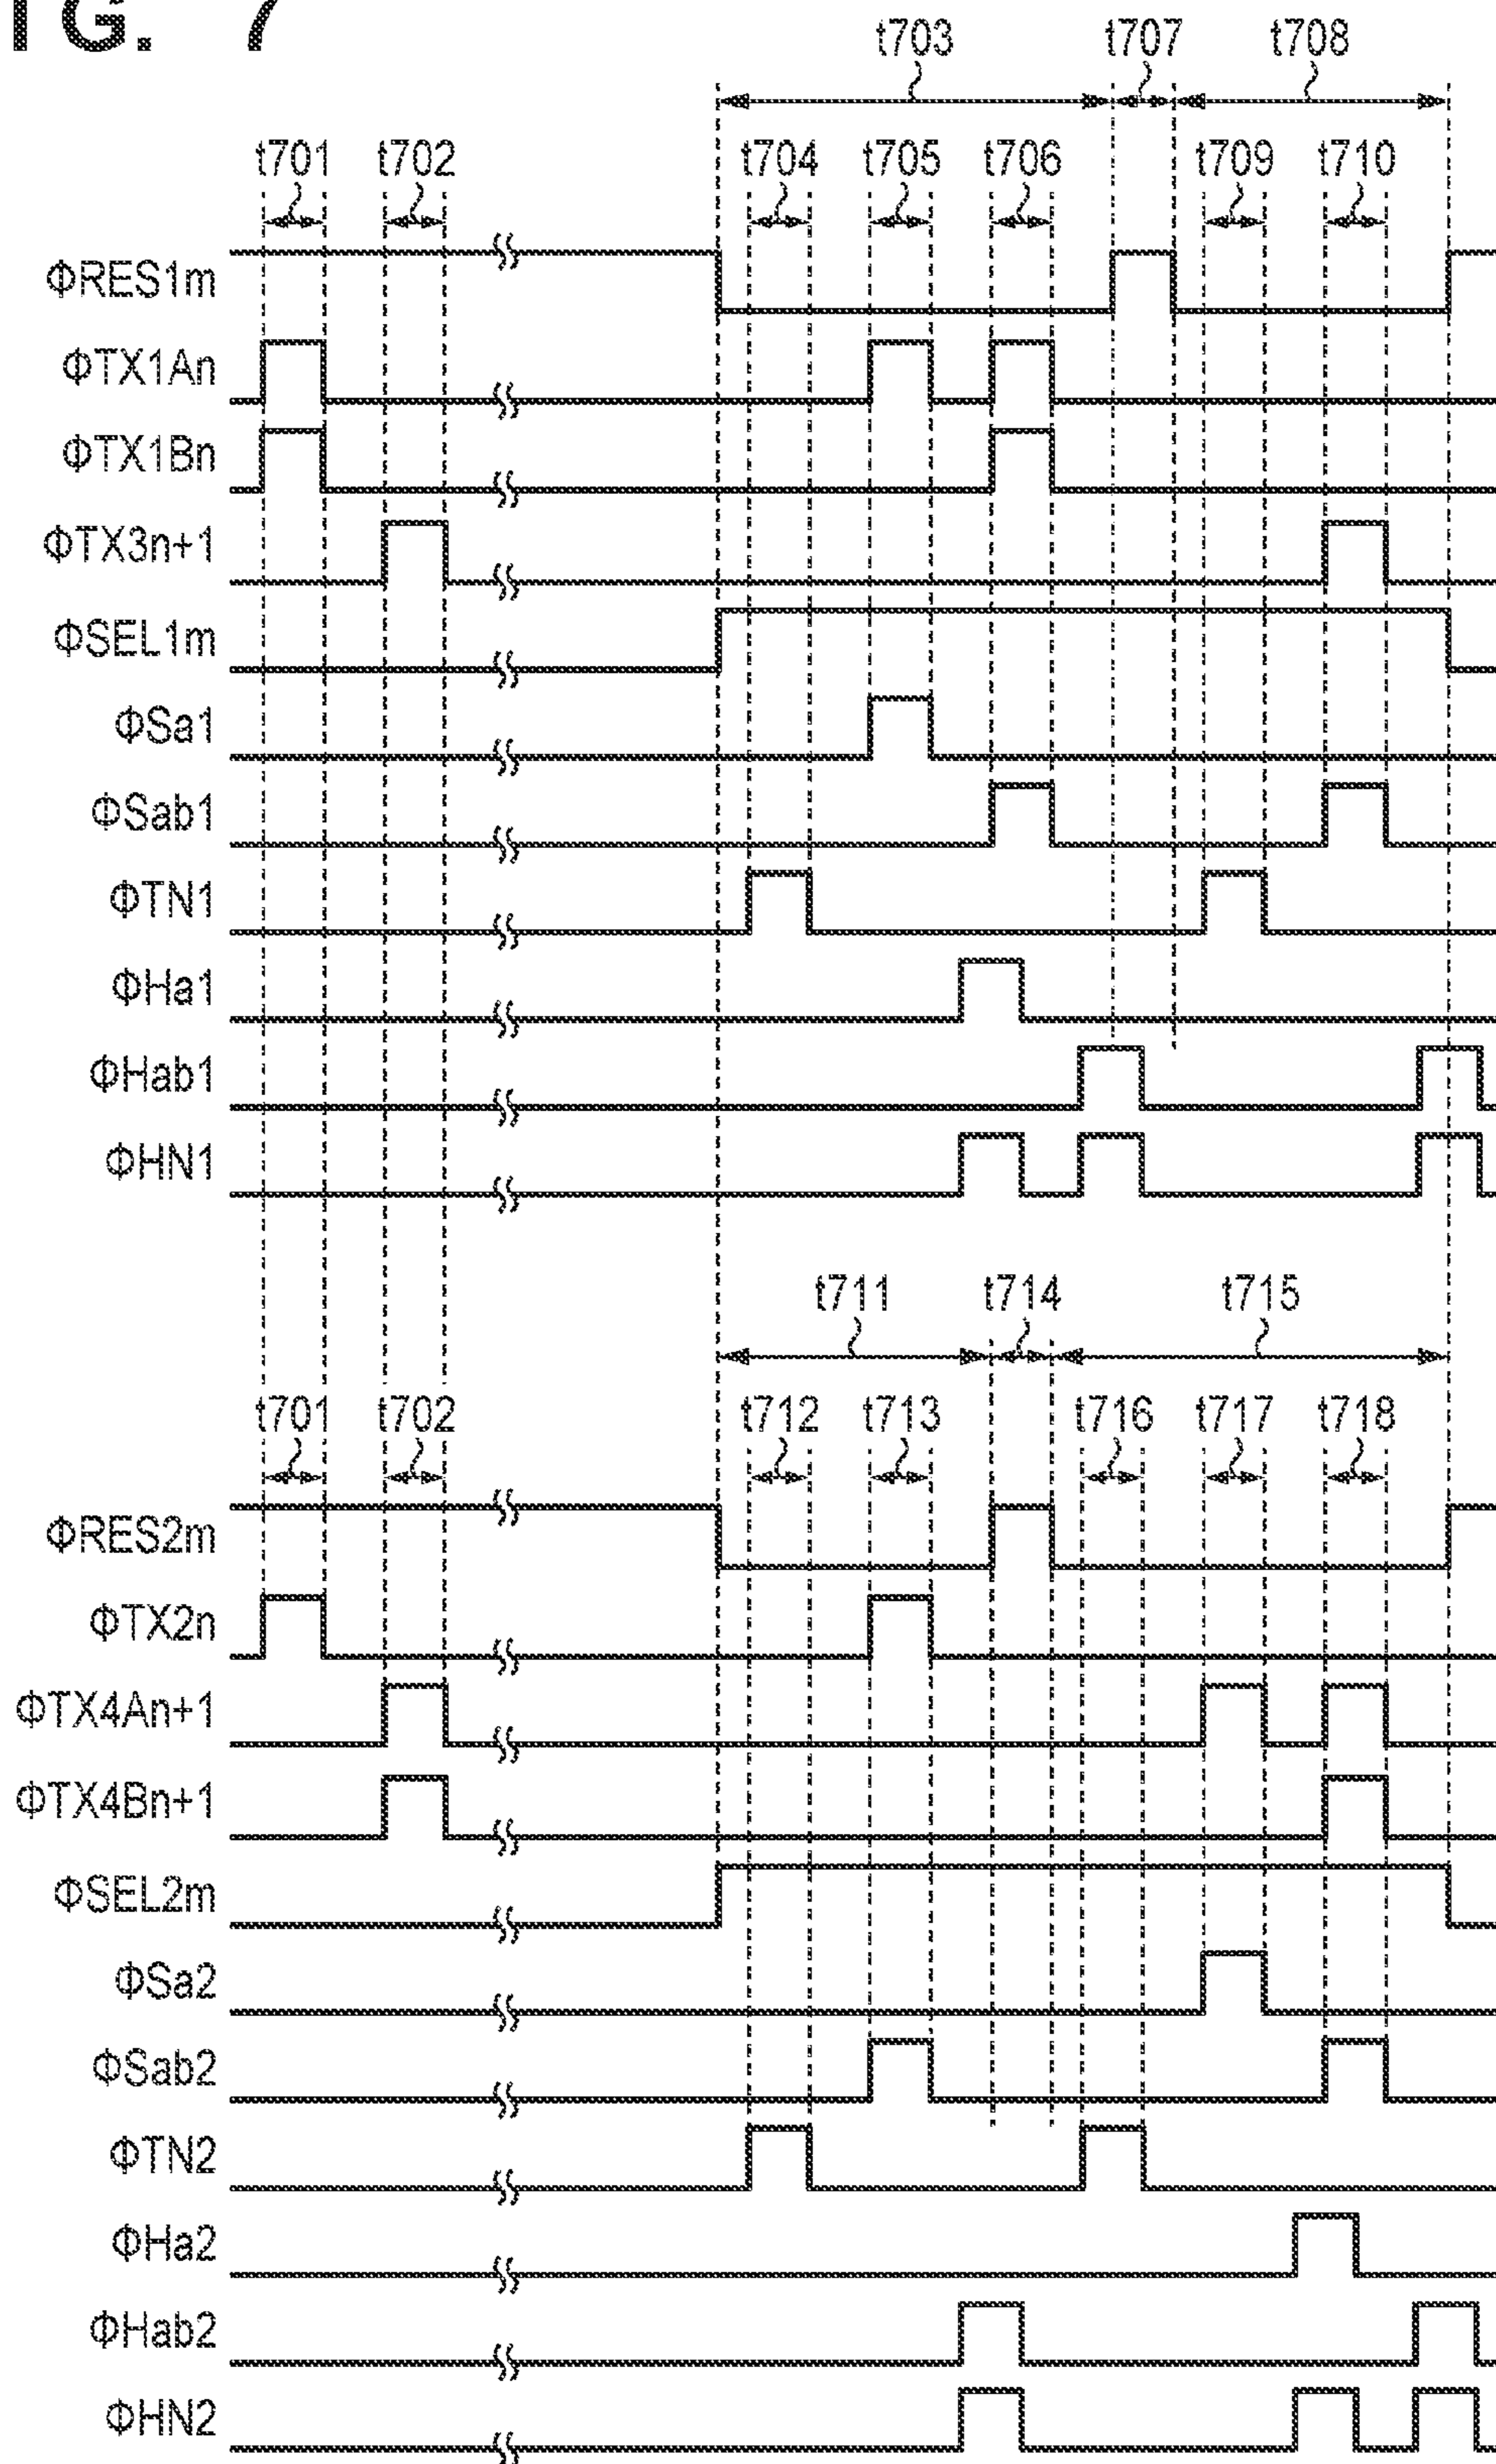 FIG. 7
t703 t707 t708
t701 t702 t704 t705 t706 t709 t710
ΦRES1m
ΦTX1An
ΦTX1Bn
ΦTX3n+1
ΦSEL1m
ΦSa1
ΦSab1
ΦTN1
ΦHa1
ΦHab1
ΦHN1
t711 t714 t715
t701 t702 t712 t713 t716 t717 t718
ΦRES2m
ΦTX2n
ΦTX4An+1
ΦTX4Bn+1
ΦSEL2m
ΦSa2
ΦSab2
ΦTN2
ΦHa2
ΦHab2
ΦHN2